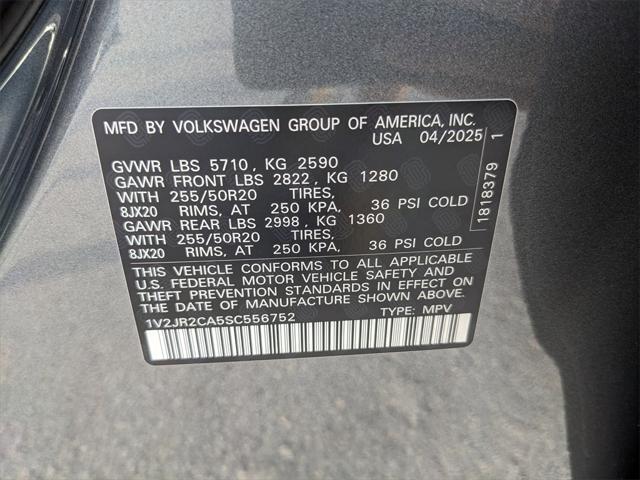 MFD BY VOLKSWAGEN GROUP OF AMERICA, INC.
USA 04/2025
GVWR LBS 5710, KG 2590
GAWR FRONT LBS 2822, KG 1280
WITH 255/50R20 TIRES,
8JX20 RIMS, AT 250 KPA, 36 PSI COLD
GAWR REAR LBS 2998, KG 1360
WITH 255/50R20 TIRES,
8JX20 RIMS, AT 250 KPA, 36 PSI COLD
THIS VEHICLE CONFORMS TO ALL APPLICABLE
U.S. FEDERAL MOTOR VEHICLE SAFETY AND
THEFT PREVENTION STANDARDS IN EFFECT ON
THE DATE OF MANUFACTURE SHOWN ABOVE.
1V2JR2CA5SC556752 TYPE: MPV
1818379 1